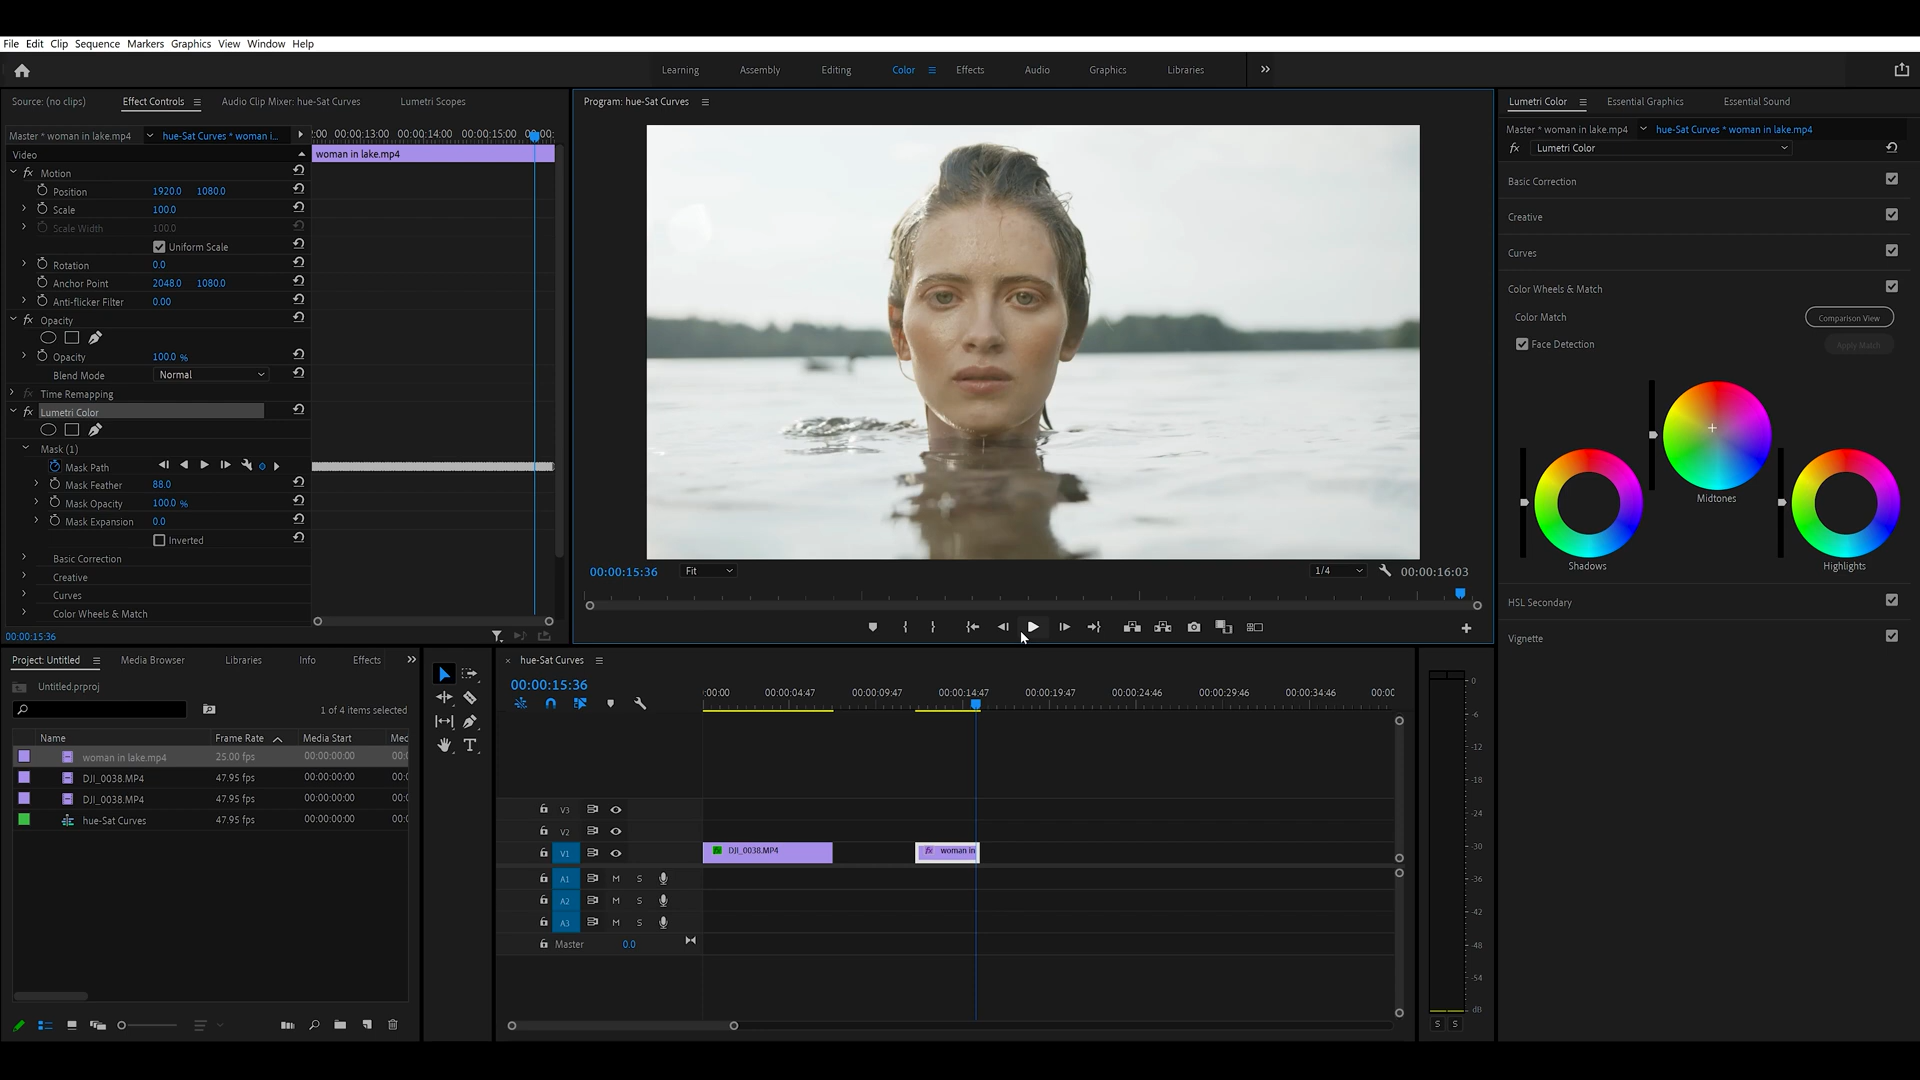 File Edit Clip Sequence Markers Graphics View Window Help
Learning Assembly Editing Color Effects Audio Graphics Libraries
Source: (no clips) Effect Controls Audio Clip Mixer: hue-Sat Curves Lumetri Scopes
Master * woman in lake.mp4 hue-Sat Curves * woman i...
:00 00:00:13:00 00:00:14:00 00:00:15:00 00:00:
Video
woman in lake.mp4
fx Motion
Position 1920.0 1080.0
Scale 100.0
Scale Width 100.0
Uniform Scale
Rotation 0.0
Anchor Point 2048.0 1080.0
Anti-flicker Filter 0.00
fx Opacity
Opacity 100.0 %
Blend Mode Normal
fx Time Remapping
fx Lumetri Color
Mask (1)
Mask Path
Mask Feather 88.0
Mask Opacity 100.0 %
Mask Expansion 0.0
Inverted
Basic Correction
Creative
Curves
Color Wheels & Match
00:00:15:36
Program: hue-Sat Curves
00:00:15:36 Fit 1/4 00:00:16:03
Lumetri Color Essential Graphics Essential Sound
Master * woman in lake.mp4 hue-Sat Curves * woman in lake.mp4
fx Lumetri Color
Basic Correction
Creative
Curves
Color Wheels & Match
Color Match Comparison View
Face Detection Apply Match
Midtones
Shadows Highlights
HSL Secondary
Vignette
Project: Untitled Media Browser Libraries Info Effects
Untitled.prproj
1 of 4 items selected
Name Frame Rate Media Start Mec
woman in lake.mp4 25.00 fps 00:00:00:00 00:
DJI_0038.MP4 47.95 fps 00:00:00:00 00:
DJI_0038.MP4 47.95 fps 00:00:00:00 00:
hue-Sat Curves 47.95 fps 00:00:00:00 00:
T
× hue-Sat Curves
00:00:15:36
:00:00 00:00:04:47 00:00:09:47 00:00:14:47 00:00:19:47 00:00:24:46 00:00:29:46 00:00:34:46 00:00
V3
V2
V1
DJI_0038.MP4
fx woman in
A1 M S
A2 M S
A3 M S
Master 0.0
0
-6
-12
-18
-24
-30
-36
-42
-48
-54
dB
S S